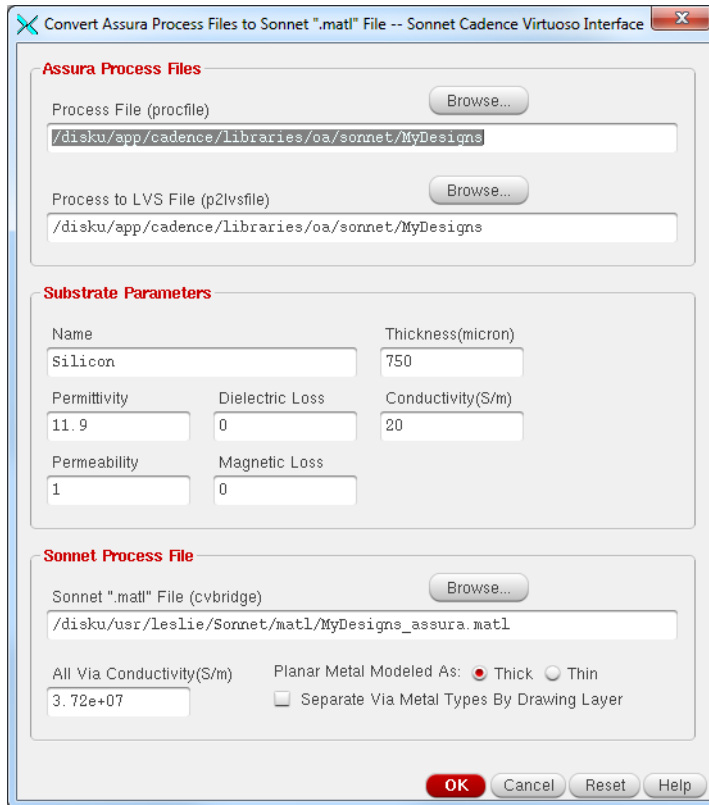 Convert Assura Process Files to Sonnet ".matl" File -- Sonnet Cadence Virtuoso Interface
Assura Process Files
Process File (procfile) Browse...
/disku/app/cadence/libraries/oa/sonnet/MyDesigns
Process to LVS File (p2lvsfile) Browse...
/disku/app/cadence/libraries/oa/sonnet/MyDesigns
Substrate Parameters
Name Thickness(micron)
Silicon 750
Permittivity Dielectric Loss Conductivity(S/m)
11.9 0 20
Permeability Magnetic Loss
1 0
Sonnet Process File
Sonnet ".matl" File (cvbridge) Browse...
/disku/usr/leslie/Sonnet/matl/MyDesigns_assura.matl
All Via Conductivity(S/m) Planar Metal Modeled As: Thick Thin
3.72e+07 Separate Via Metal Types By Drawing Layer
OK Cancel Reset Help